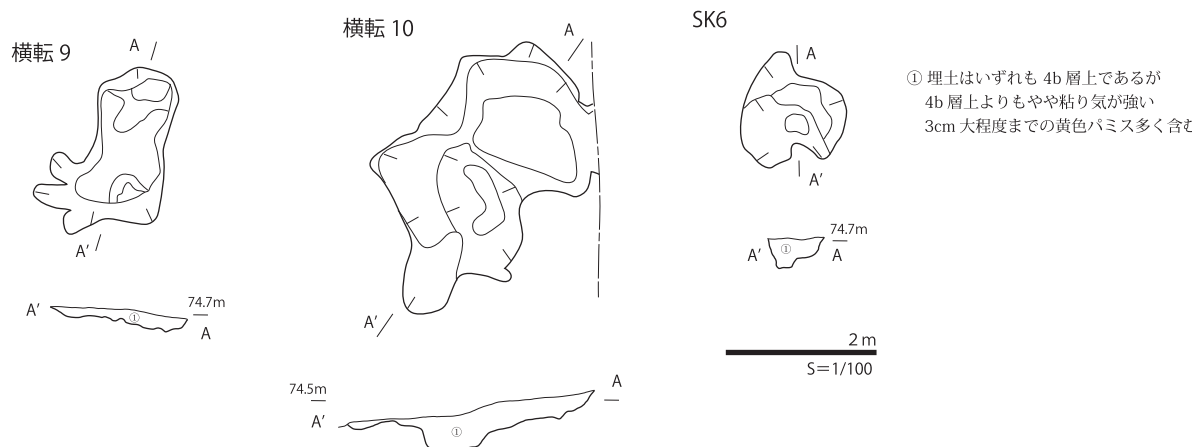 横転 9
A
A'
A'
74.7m
①
A
横転 10
A
A'
74.5m
A'
A
①
SK6
A
A'
74.7m
A'
①
A
2 m
S＝1/100
① 埋土はいずれも 4b 層上であるが
4b 層上よりもやや粘り気が強い
3cm 大程度までの黄色パミス多く含む